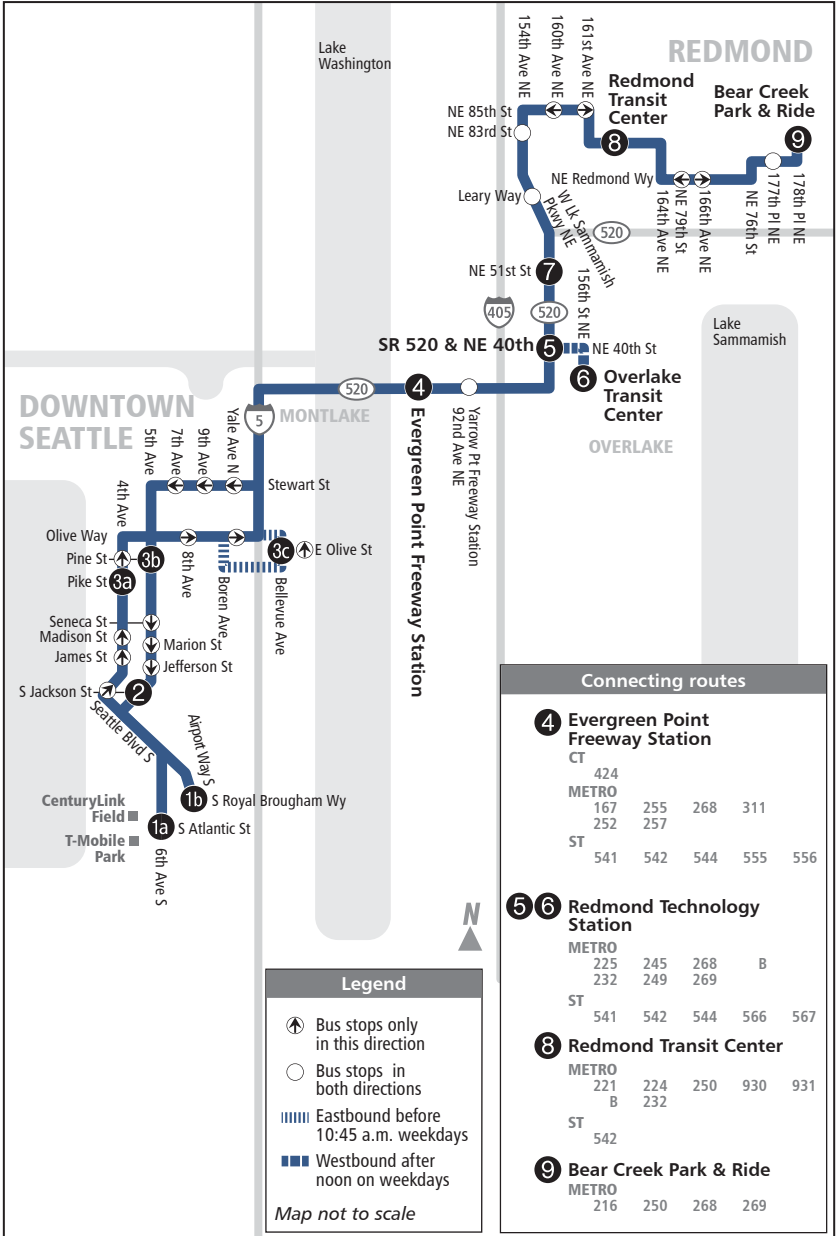 Lake
Washington
REDMOND
154th Ave NE
160th Ave NE
161st Ave NE
Redmond
Transit
Center
Bear Creek
Park & Ride
NE 85th St
NE 83rd St
8
9
NE Redmond Wy
Leary Way
W Lk Sammamish
Pkwy NE
164th Ave NE
NE 79th St
166th Ave NE
NE 76th St
177th Pl NE
178th Pl NE
520
NE 51st St
7
156th St NE
405
520
Lake
Sammamish
SR 520 & NE 40th
5
NE 40th St
6
Overlake
Transit
Center
520
4
DOWNTOWN
SEATTLE
5
MONTLAKE
OVERLAKE
Evergreen Point Freeway Station
Yarrow Pt Freeway Station
92nd Ave NE
4th Ave
5th Ave
7th Ave
9th Ave
Yale Ave N
Stewart St
Olive Way
Pine St
3b
3c
E Olive St
Pike St
3a
8th Ave
Boren Ave
Bellevue Ave
Seneca St
Madison St
Marion St
James St
Jefferson St
S Jackson St
2
Seattle Blvd S
Airport Way S
CenturyLink
Field
1b
S Royal Brougham Wy
1a
S Atlantic St
T-Mobile
Park
6th Ave S
N
Legend
Bus stops only
in this direction
Bus stops in
both directions
Eastbound before
10:45 a.m. weekdays
Westbound after
noon on weekdays
Map not to scale
Connecting routes
4 Evergreen Point
Freeway Station
CT
424
METRO
167 255 268 311
252 257
ST
541 542 544 555 556
5 6 Redmond Technology
Station
METRO
225 245 268 B
232 249 269
ST
541 542 544 566 567
8 Redmond Transit Center
METRO
221 224 250 930 931
B 232
ST
542
9 Bear Creek Park & Ride
METRO
216 250 268 269